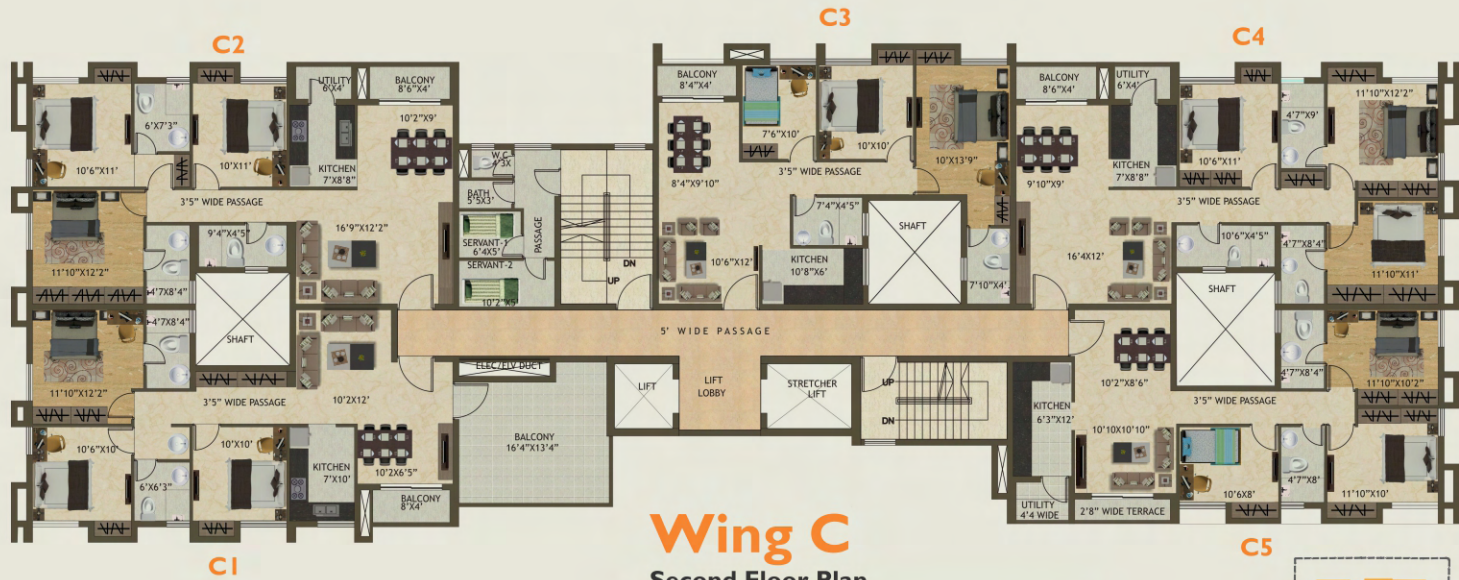 C2
C3
C4
UTILITY
6'X4'
BALCONY
8'6"X4'
6'X7'3"
10'6"X11'
10'X11'
KITCHEN
7'X8'8"
10'2"X9'
3'5" WIDE PASSAGE
16'9"X12'2"
11'10"X12'2"
9'4"X4'5"
4'7X8'4"
SHAFT
W.C
4'3X
BATH
5'5X3'
SERVANT-1
6'4X5'
SERVANT-2
10'2"X5'
PASSAGE
DN
UP
BALCONY
8'4"X4'
7'6"X10'
10'X10'
10'X13'9"
8'4"X9'10"
3'5" WIDE PASSAGE
7'4"X4'5"
10'6"X12'
KITCHEN
10'8"X6'
SHAFT
7'10"X4'
BALCONY
8'6"X4'
UTILITY
6'X4'
KITCHEN
7'X8'8"
9'10"X9'
10'6"X11'
4'7"X9'
11'10"X12'2"
3'5" WIDE PASSAGE
16'4X12'
10'6"X4'5"
4'7"X8'4"
11'10"X11'
SHAFT
5' WIDE PASSAGE
4'7X8'4"
11'10"X12'2"
3'5" WIDE PASSAGE
10'2X12'
10'6"X10'
6'X6'3"
10'X10'
KITCHEN
7'X10'
10'2X6'5"
BALCONY
8'X4'
ELEC/FLV DUCT
BALCONY
16'4"X13'4"
LIFT
LIFT
LOBBY
STRETCHER
LIFT
UP
DN
KITCHEN
6'3"X12'
10'2"X8'6"
10'10X10'10"
4'7"X8'4"
11'10"X10'2"
3'5" WIDE PASSAGE
10'6X8'
4'7"X8'
11'10"X10'
UTILITY
4'4 WIDE
2'8" WIDE TERRACE
C1
C5
Wing C
Second Floor Plan